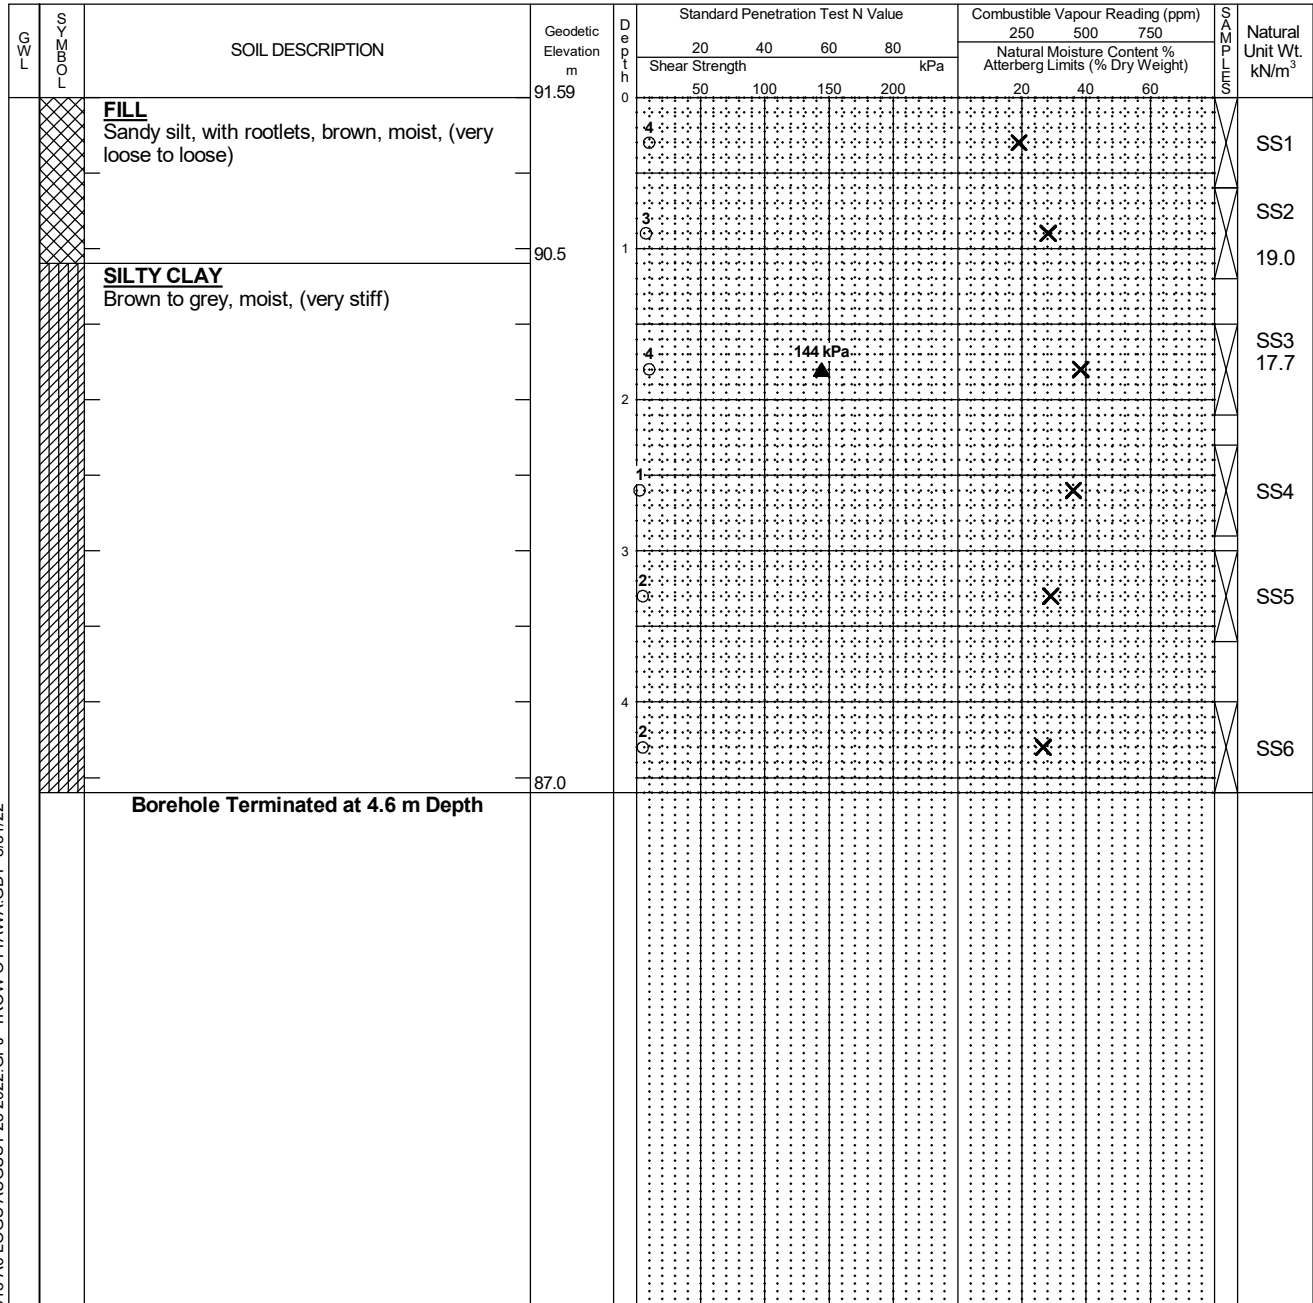 GWL
SYMBOL
SOIL DESCRIPTION
Geodetic
Elevation
m
91.59
Depth
Standard Penetration Test N Value
20 40 60 80
Shear Strength kPa
50 100 150 200
Combustible Vapour Reading (ppm)
250 500 750
Natural Moisture Content %
Atterberg Limits (% Dry Weight)
20 40 60
SAMPLES
Natural
Unit Wt.
kN/m³
0
FILL
Sandy silt, with rootlets, brown, moist, (very
loose to loose)
4
SS1
3
SS2
1
90.5
19.0
SILTY CLAY
Brown to grey, moist, (very stiff)
4
144 kPa
SS3
17.7
2
1
SS4
3
2
SS5
4
2
SS6
87.0
Borehole Terminated at 4.6 m Depth